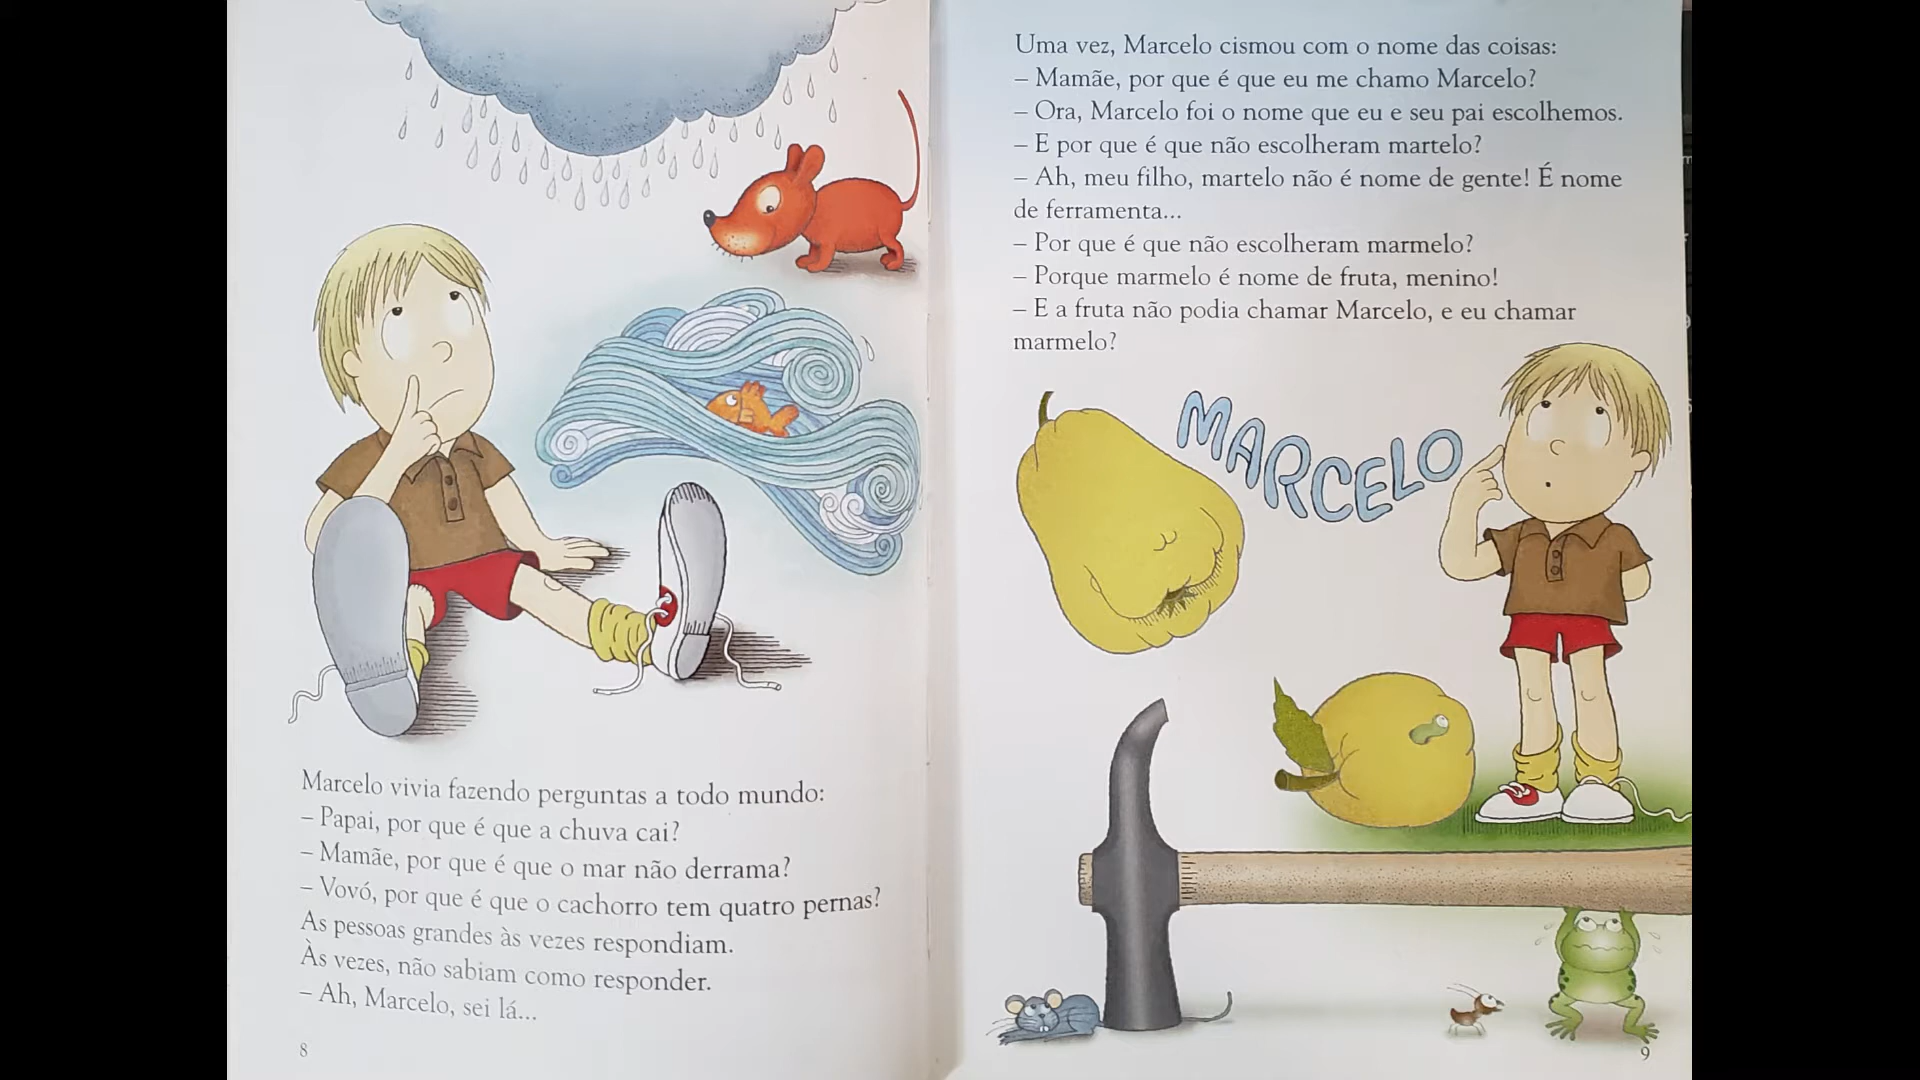 Marcelo vivia fazendo perguntas a todo mundo:
– Papai, por que é que a chuva cai?
– Mamãe, por que é que o mar não derrama?
– Vovó, por que é que o cachorro tem quatro pernas?
As pessoas grandes às vezes respondiam.
Às vezes, não sabiam como responder.
– Ah, Marcelo, sei lá...
8
Uma vez, Marcelo cismou com o nome das coisas:
– Mamãe, por que é que eu me chamo Marcelo?
– Ora, Marcelo foi o nome que eu e seu pai escolhemos.
– E por que é que não escolheram martelo?
– Ah, meu filho, martelo não é nome de gente! É nome
de ferramenta...
– Por que é que não escolheram marmelo?
– Porque marmelo é nome de fruta, menino!
– E a fruta não podia chamar Marcelo, e eu chamar
marmelo?
MARCELO
9